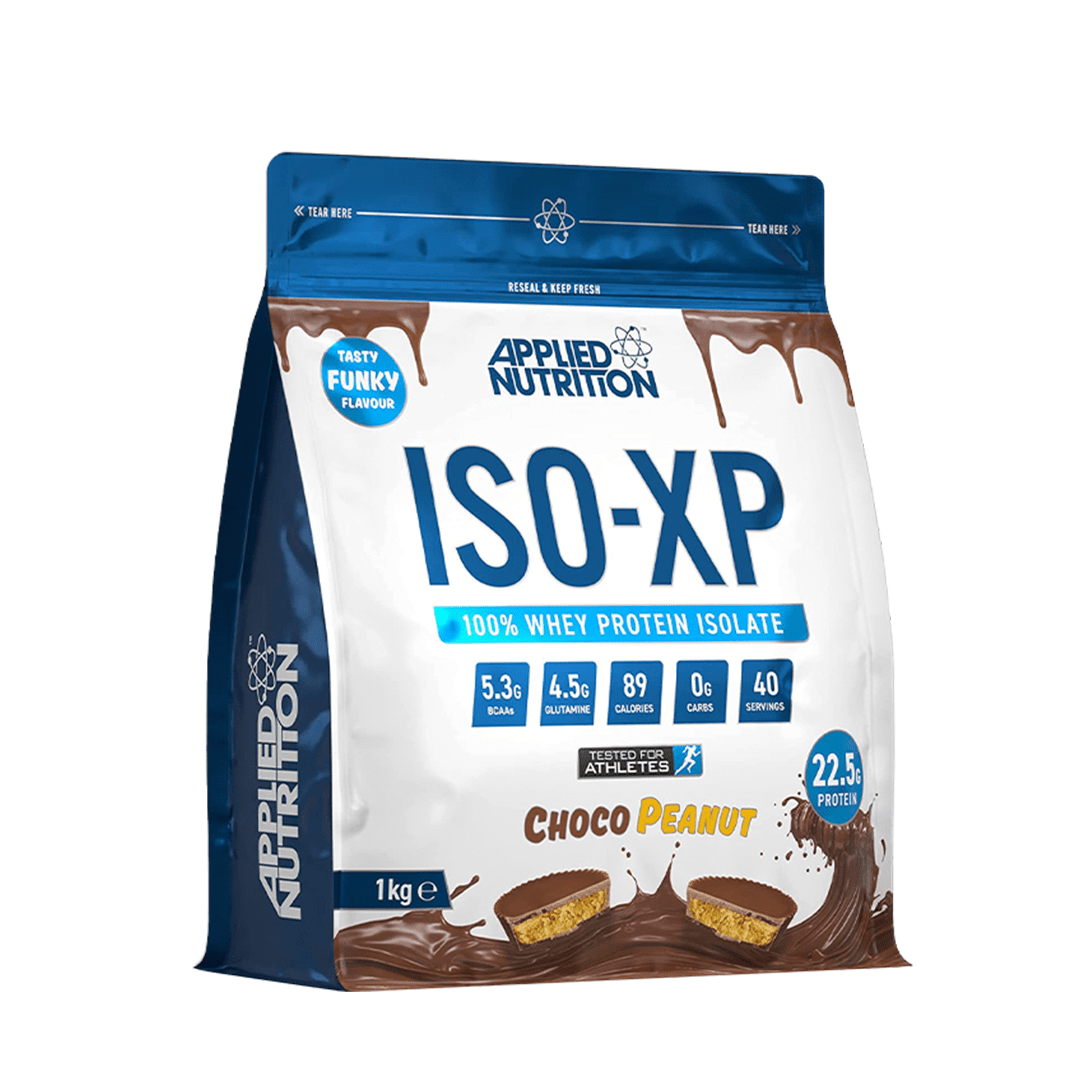 « TEAR HERE
TEAR HERE »
RESEAL & KEEP FRESH
TASTY
FUNKY
FLAVOUR
APPLIED
NUTRITION
™
ISO-XP
100% WHEY PROTEIN ISOLATE
5.3G
BCAAs
4.5G
GLUTAMINE
89
CALORIES
0G
CARBS
40
SERVINGS
TESTED FOR
ATHLETES
22.5G
PROTEIN
CHOCO PEANUT
1kg ℮
APPLIED
NUTRITION
™